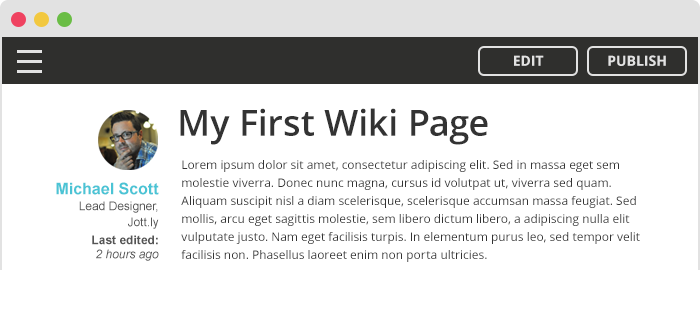 EDIT
PUBLISH
My First Wiki Page
Michael Scott
Lead Designer,
Jott.ly
Last edited:
2 hours ago
Lorem ipsum dolor sit amet, consectetur adipiscing elit. Sed in massa eget sem
molestie viverra. Donec nunc magna, cursus id volutpat ut, viverra sed quam.
Aliquam suscipit nisl a diam scelerisque, scelerisque accumsan massa feugiat. Sed
mollis, arcu eget sagittis molestie, sem libero dictum libero, a adipiscing nulla elit
vulputate justo. Nam eget facilisis turpis. In elementum purus leo, sed tempor velit
facilisis non. Phasellus laoreet enim non porta ultricies.